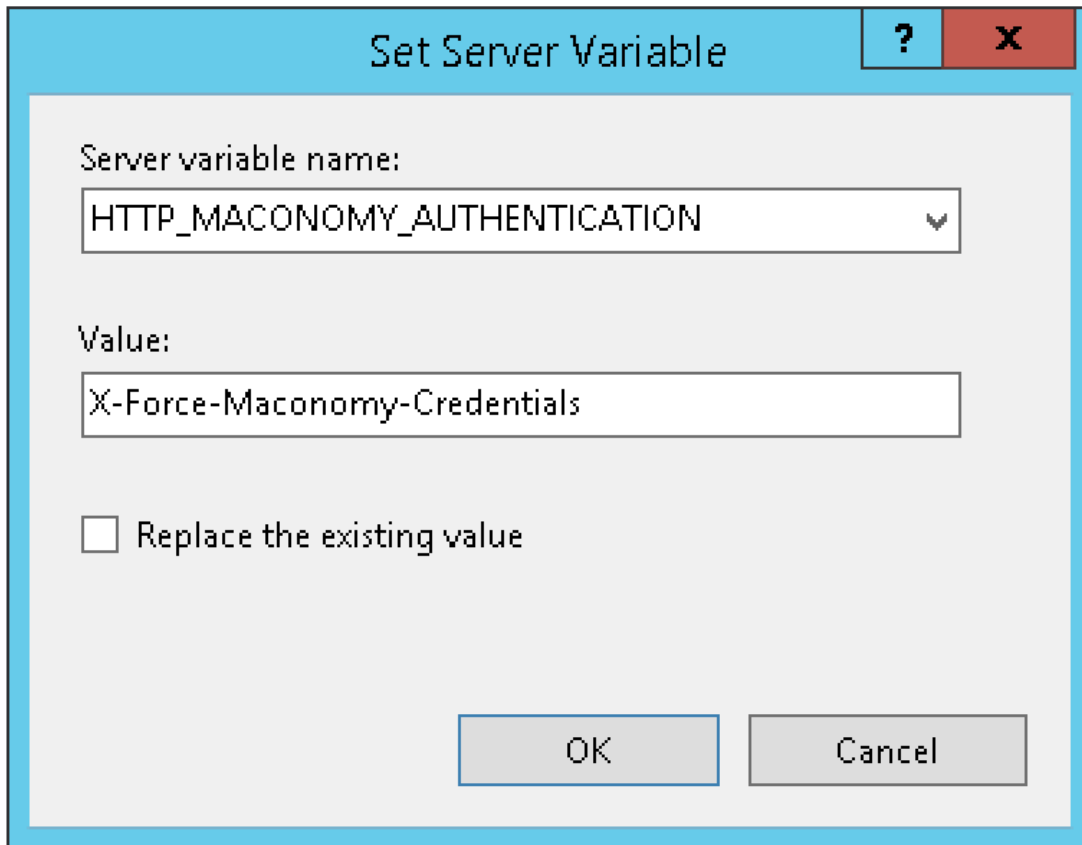 Set Server Variable
?
x
Server variable name:
HTTP_MACONOMY_AUTHENTICATION
Value:
X-Force-Maconomy-Credentials
Replace the existing value
OK
Cancel